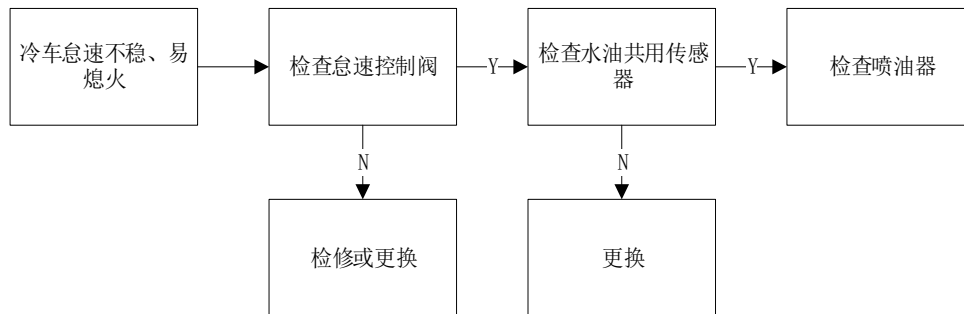 冷车怠速不稳、易
熄火
检查怠速控制阀
Y
检查水油共用传感
器
Y
检查喷油器
N
N
检修或更换
更换